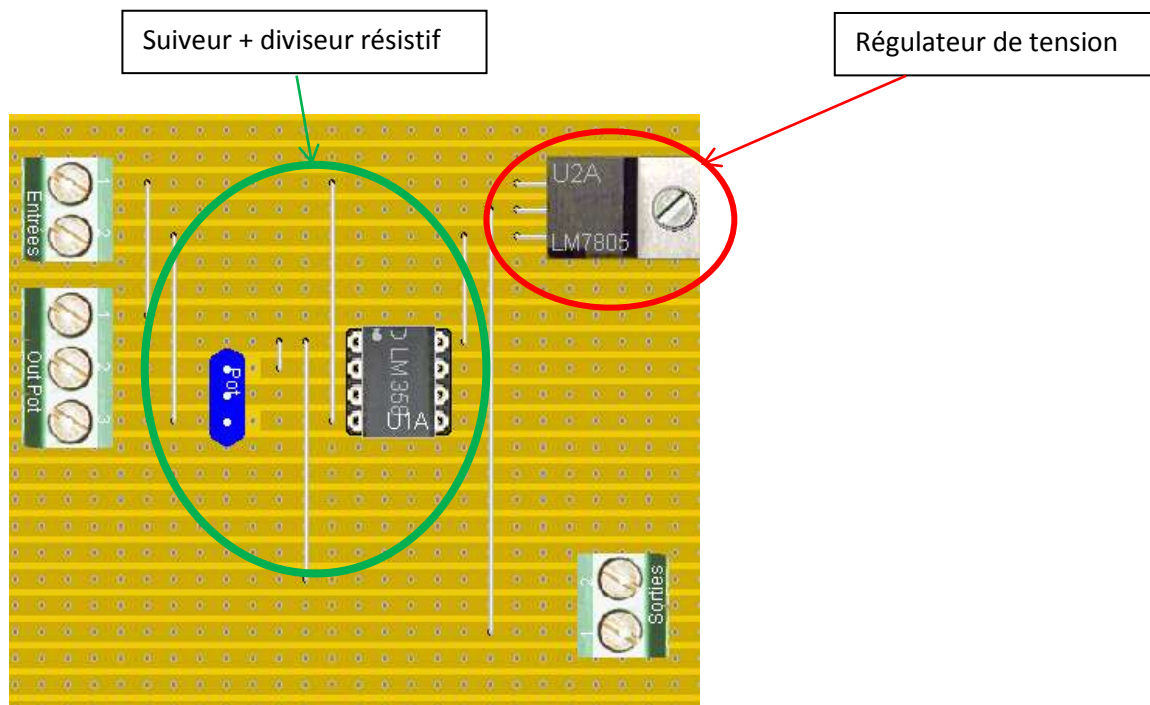 Suiveur + diviseur résistif
Régulateur de tension
Entrées
1
2
Out Pot
1
2
3
Pot
D LM358
U1A
U2A
LM7805
Sorties
2
1